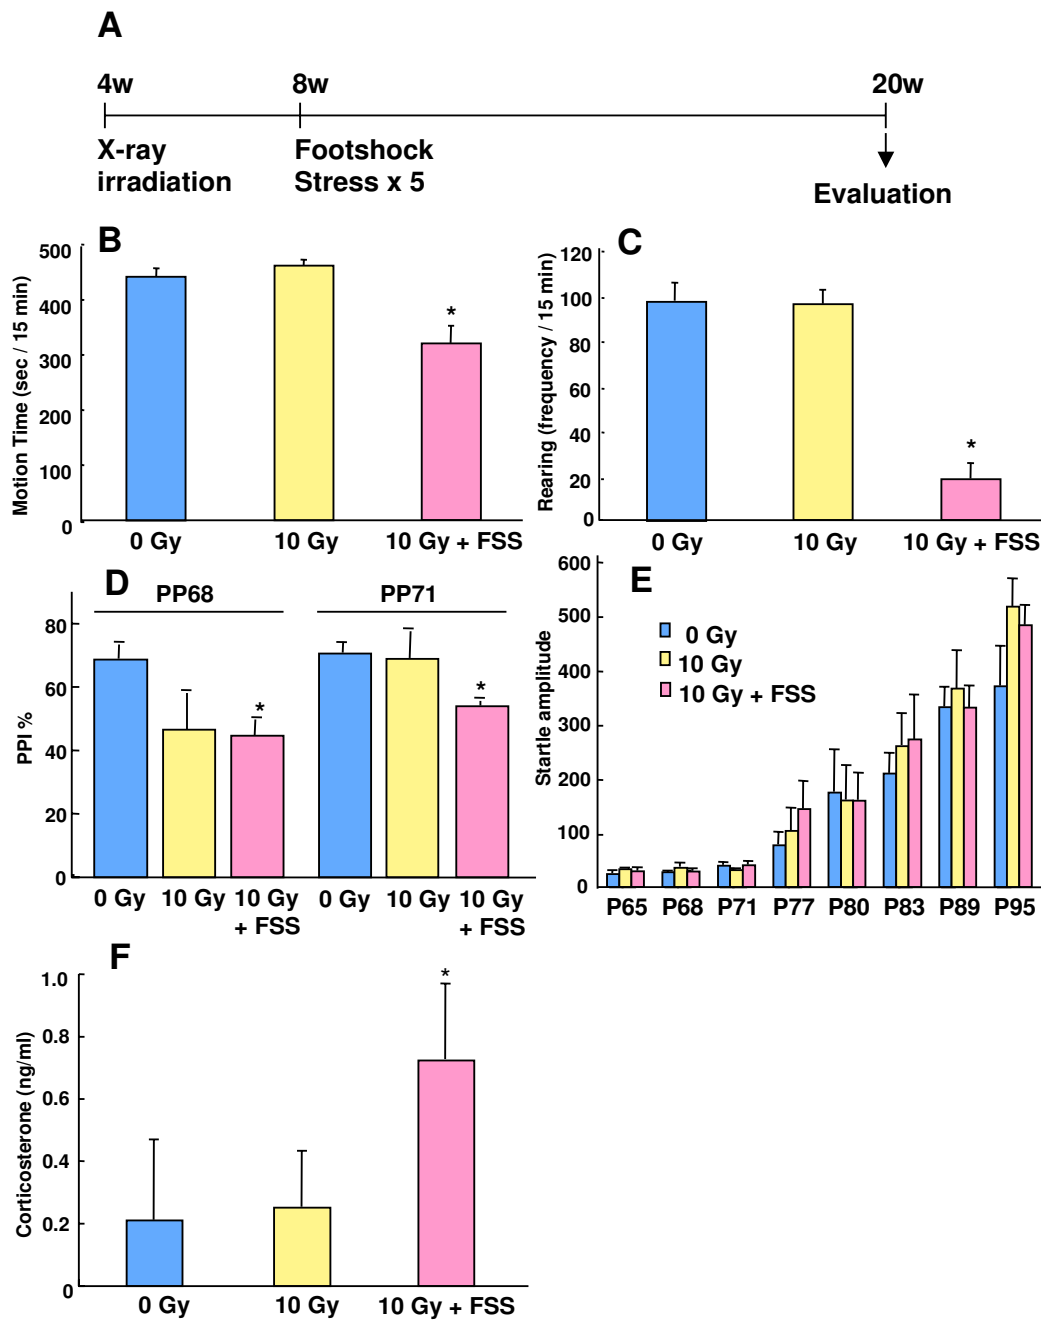 A
4w 8w 20w
X-ray
irradiation
Footshock
Stress x 5
Evaluation
B
Motion Time (sec / 15 min)
500
400
300
200
100
0
*
0 Gy 10 Gy 10 Gy + FSS
C
Rearing (frequency / 15 min)
120
100
80
60
40
20
0
*
0 Gy 10 Gy 10 Gy + FSS
D
PP68 PP71
PPI %
80
60
40
20
0
* *
0 Gy 10 Gy 10 Gy 0 Gy 10 Gy 10 Gy
+ FSS + FSS
E
Startle amplitude
600
500
400
300
200
100
0
0 Gy
10 Gy
10 Gy + FSS
P65 P68 P71 P77 P80 P83 P89 P95
F
Corticosterone (ng/ml)
1.0
0.8
0.6
0.4
0.2
0
*
0 Gy 10 Gy 10 Gy + FSS